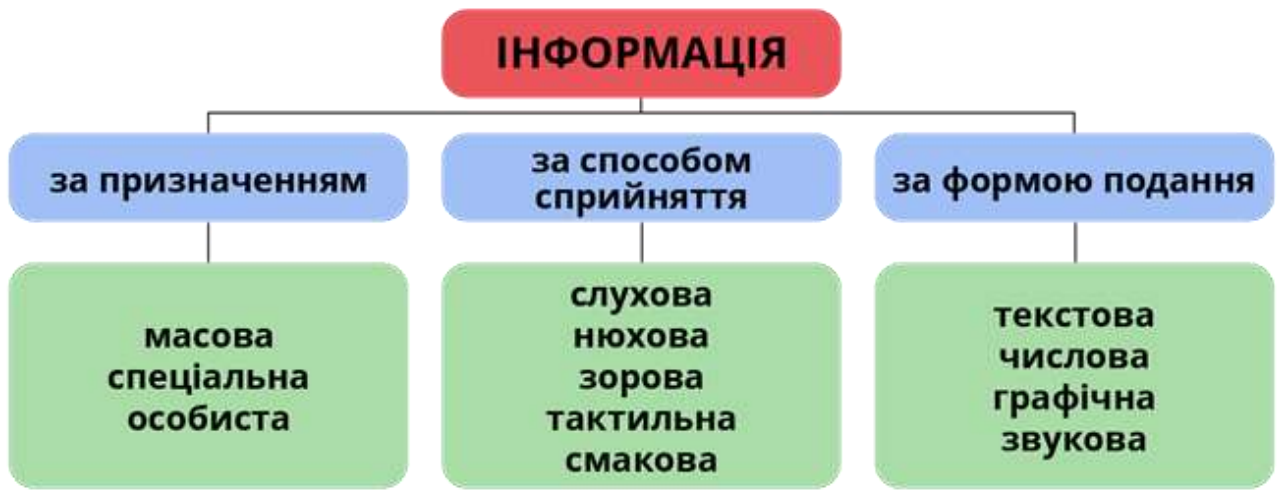 ІНФОРМАЦІЯ
за призначенням
за способом
сприйняття
за формою подання
масова
спеціальна
особиста
слухова
нюхова
зорова
тактильна
смакова
текстова
числова
графічна
звукова